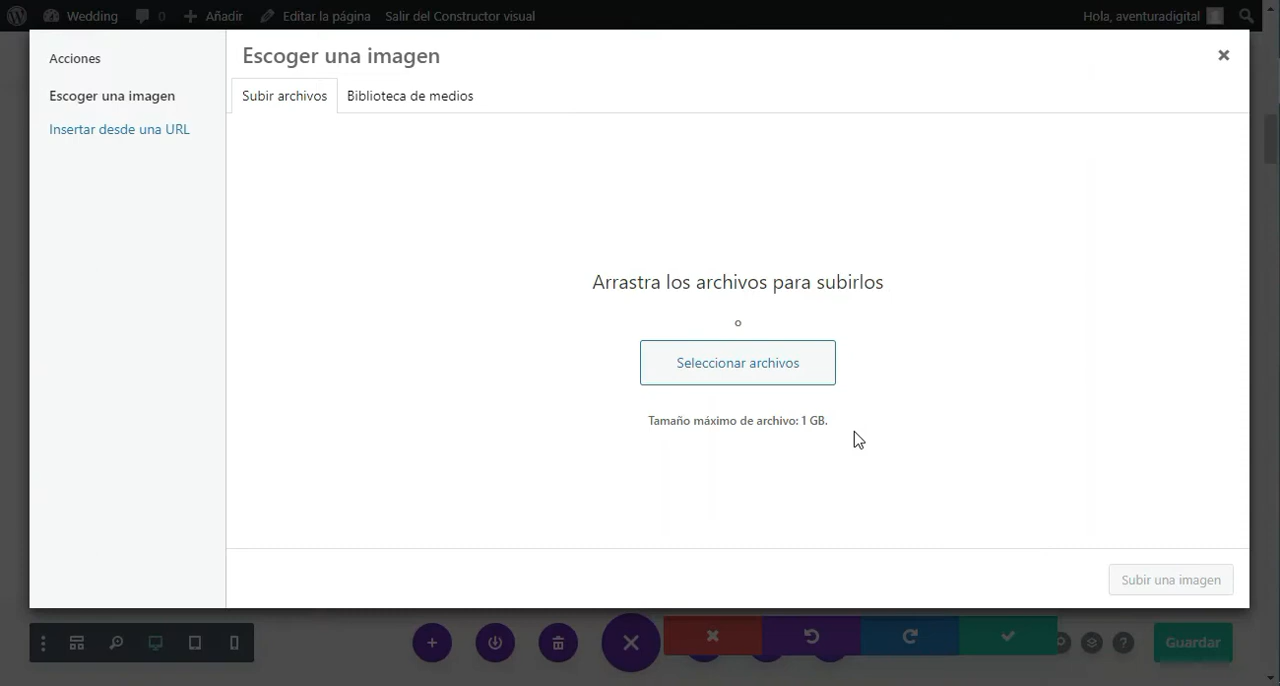 Wedding 0 Añadir Editar la página Salir del Constructor visual Hola, aventuradigital
Acciones
Escoger una imagen
Insertar desde una URL
Escoger una imagen
Subir archivos Biblioteca de medios
Arrastra los archivos para subirlos
o
Seleccionar archivos
Tamaño máximo de archivo: 1 GB.
Subir una imagen
Guardar